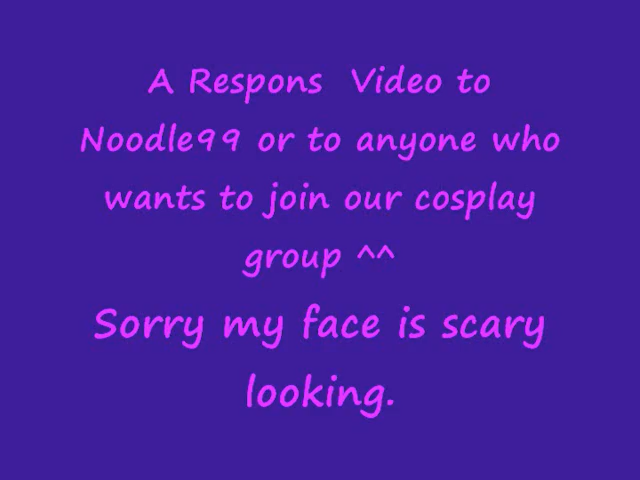 A Respons  Video to
Noodle99 or to anyone who
wants to join our cosplay
group ^^
Sorry my face is scary
looking.